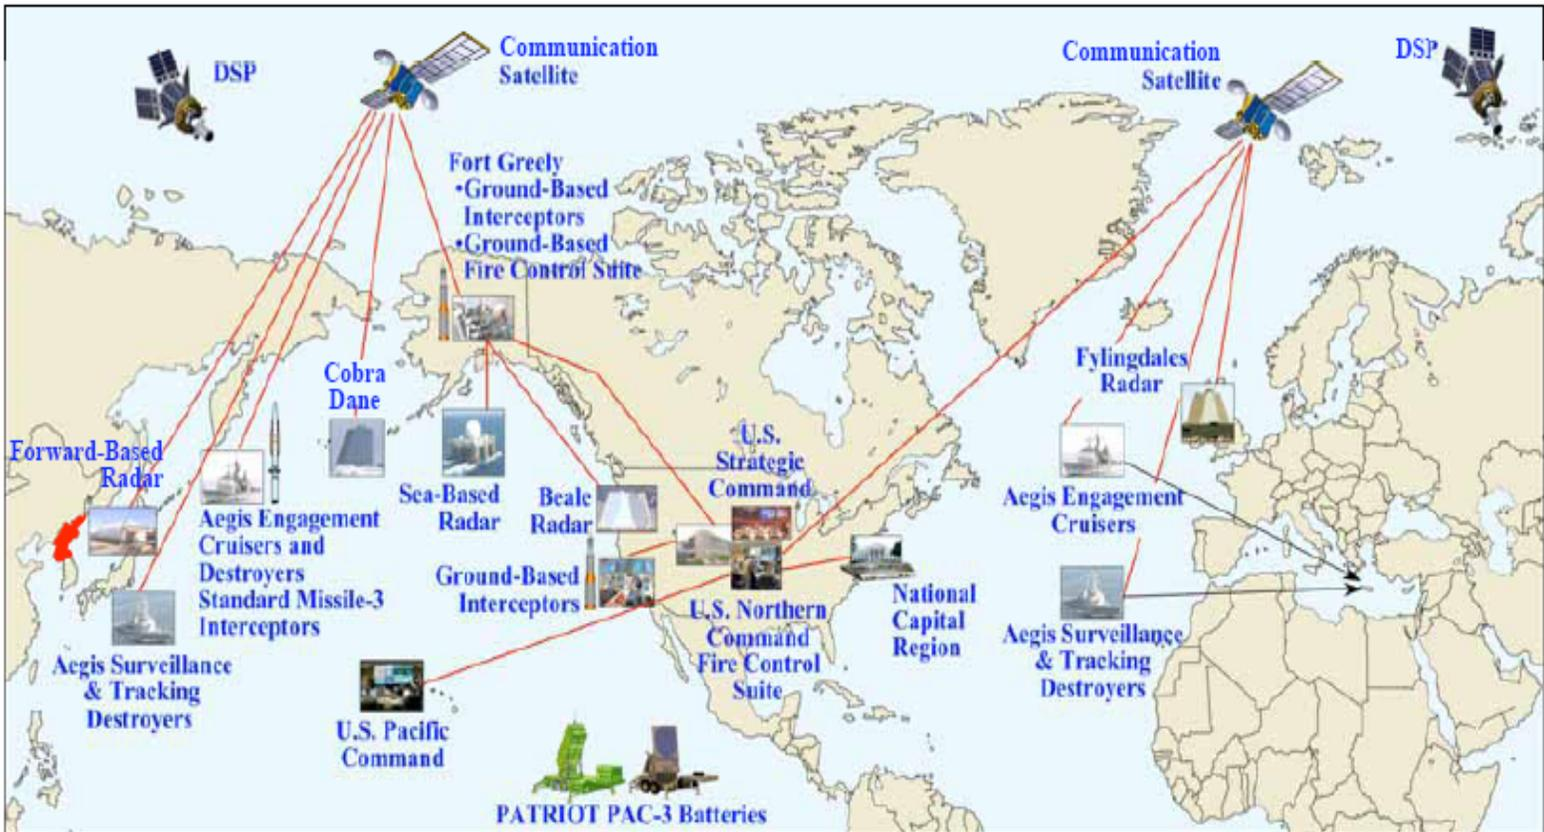 DSP
Communication
Satellite
Communication
Satellite
DSP
Fort Greely
•Ground-Based
Interceptors
•Ground-Based
Fire Control Suite
Cobra
Dane
Fylingdales
Radar
Forward-Based
Radar
U.S.
Strategic
Command
Sea-Based
Radar
Beale
Radar
Aegis Engagement
Cruisers and
Destroyers
Standard Missile-3
Interceptors
Aegis Engagement
Cruisers
Ground-Based
Interceptors
U.S. Northern
Command
Fire Control
Suite
National
Capital
Region
Aegis Surveillance
& Tracking
Destroyers
Aegis Surveillance
& Tracking
Destroyers
U.S. Pacific
Command
PATRIOT PAC-3 Batteries